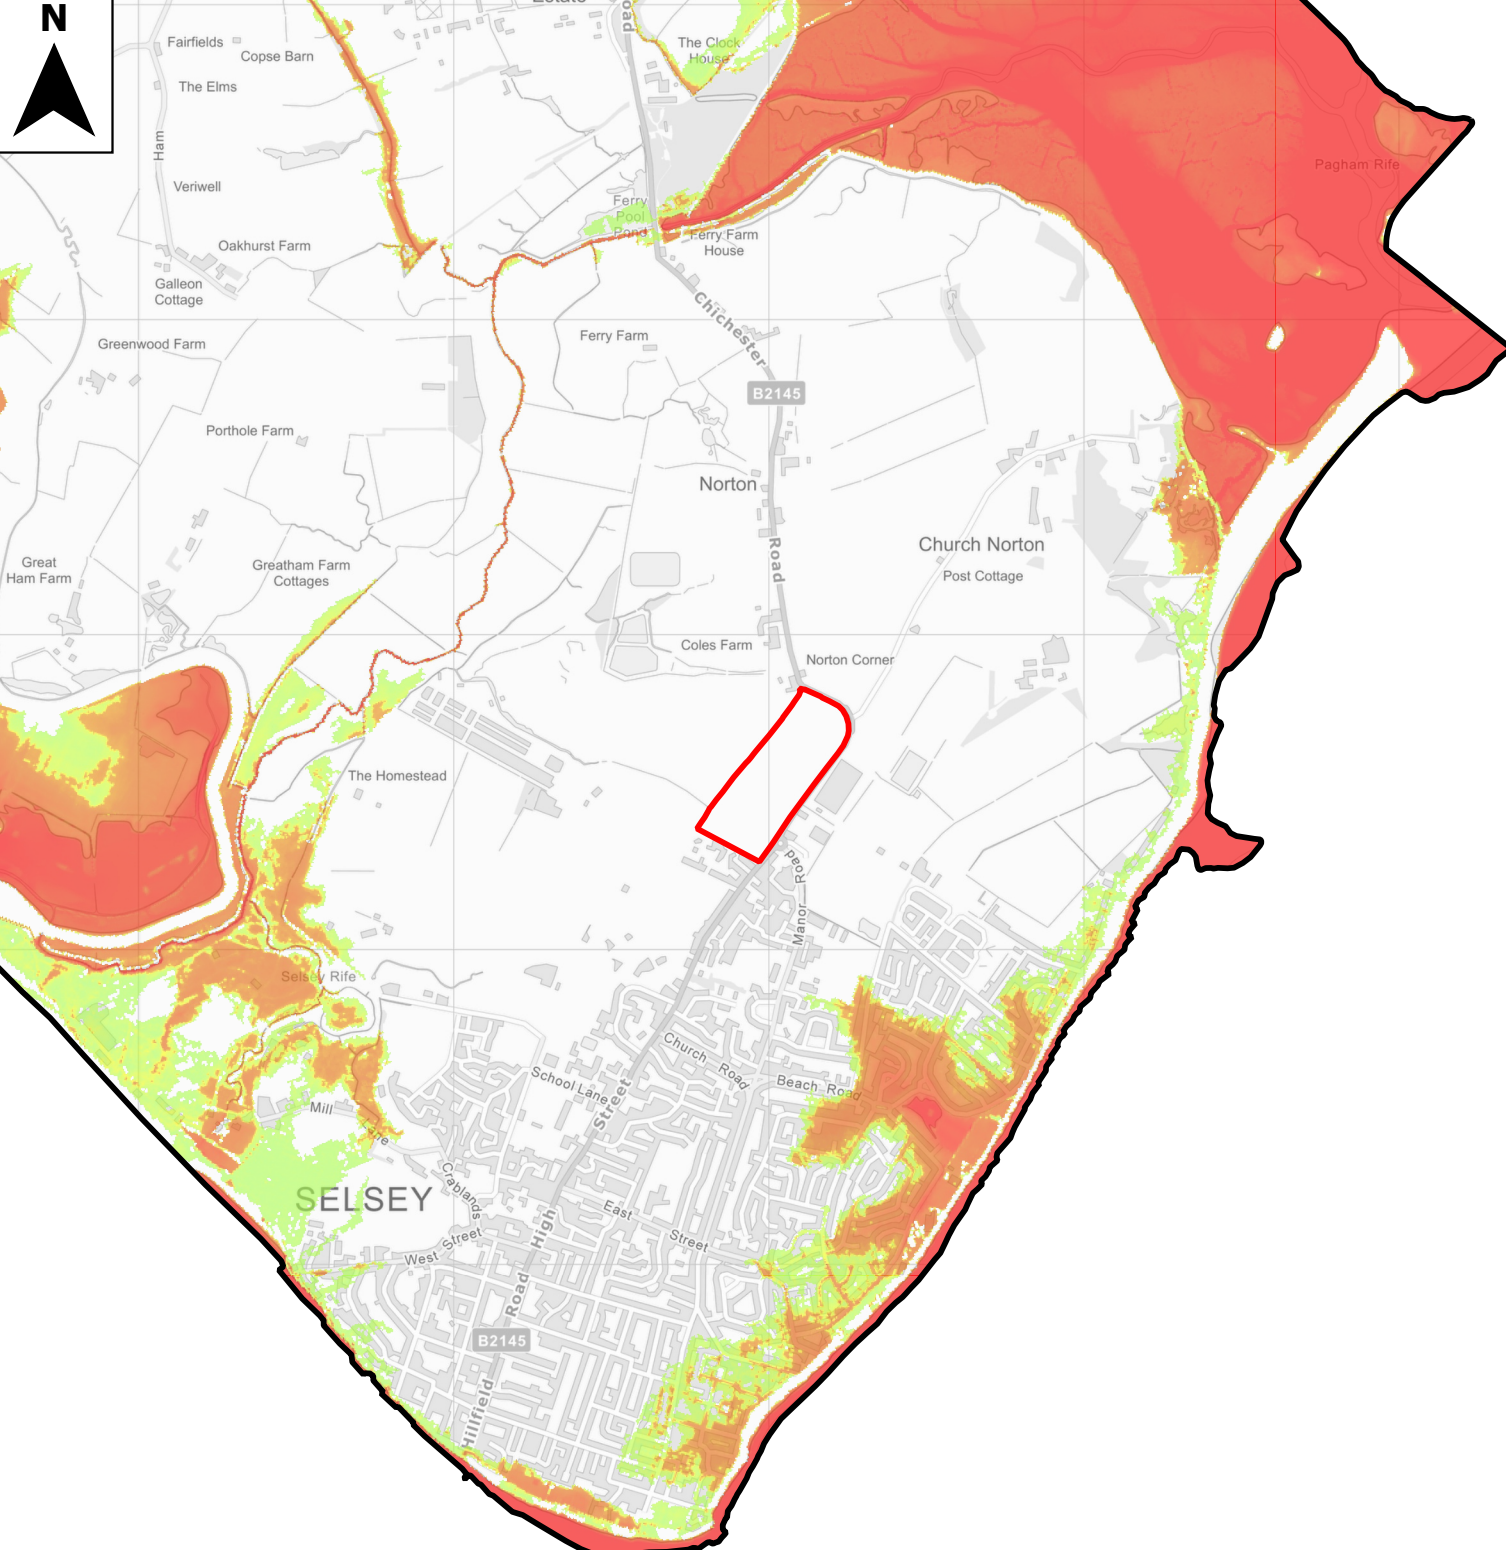 N
Estate
oad
Fairfields
Copse Barn
The Clock
House
The Elms
Ham
Pagham Rife
Veriwell
Ferry
Pool
Pond
Ferry Farm
House
Oakhurst Farm
Galleon
Cottage
Chichester
Greenwood Farm
Ferry Farm
B2145
Porthole Farm
Norton
Road
Church Norton
Great
Ham Farm
Greatham Farm
Cottages
Post Cottage
Coles Farm
Norton Corner
The Homestead
Manor Road
Selsey Rife
Church Road
School Lane
Beach Road
Street
Mill
SELSEY
Crablands
East Street
West Street
High
Road
B2145
Hillfield